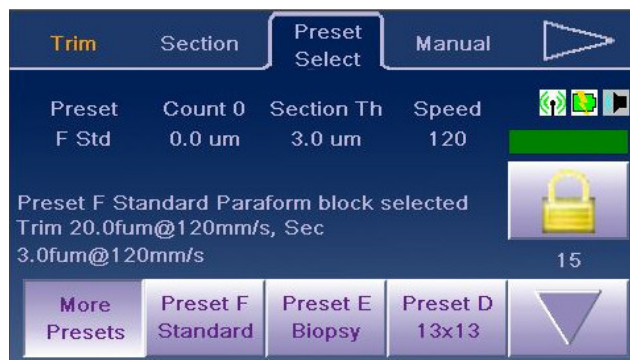 Trim Section Preset Select Manual
Preset Count 0 Section Th Speed
F Std 0.0 um 3.0 um 120
Preset F Standard Paraform block selected
Trim 20.0fum@120mm/s, Sec
3.0fum@120mm/s
15
More Presets
Preset F Standard
Preset E Biopsy
Preset D 13x13